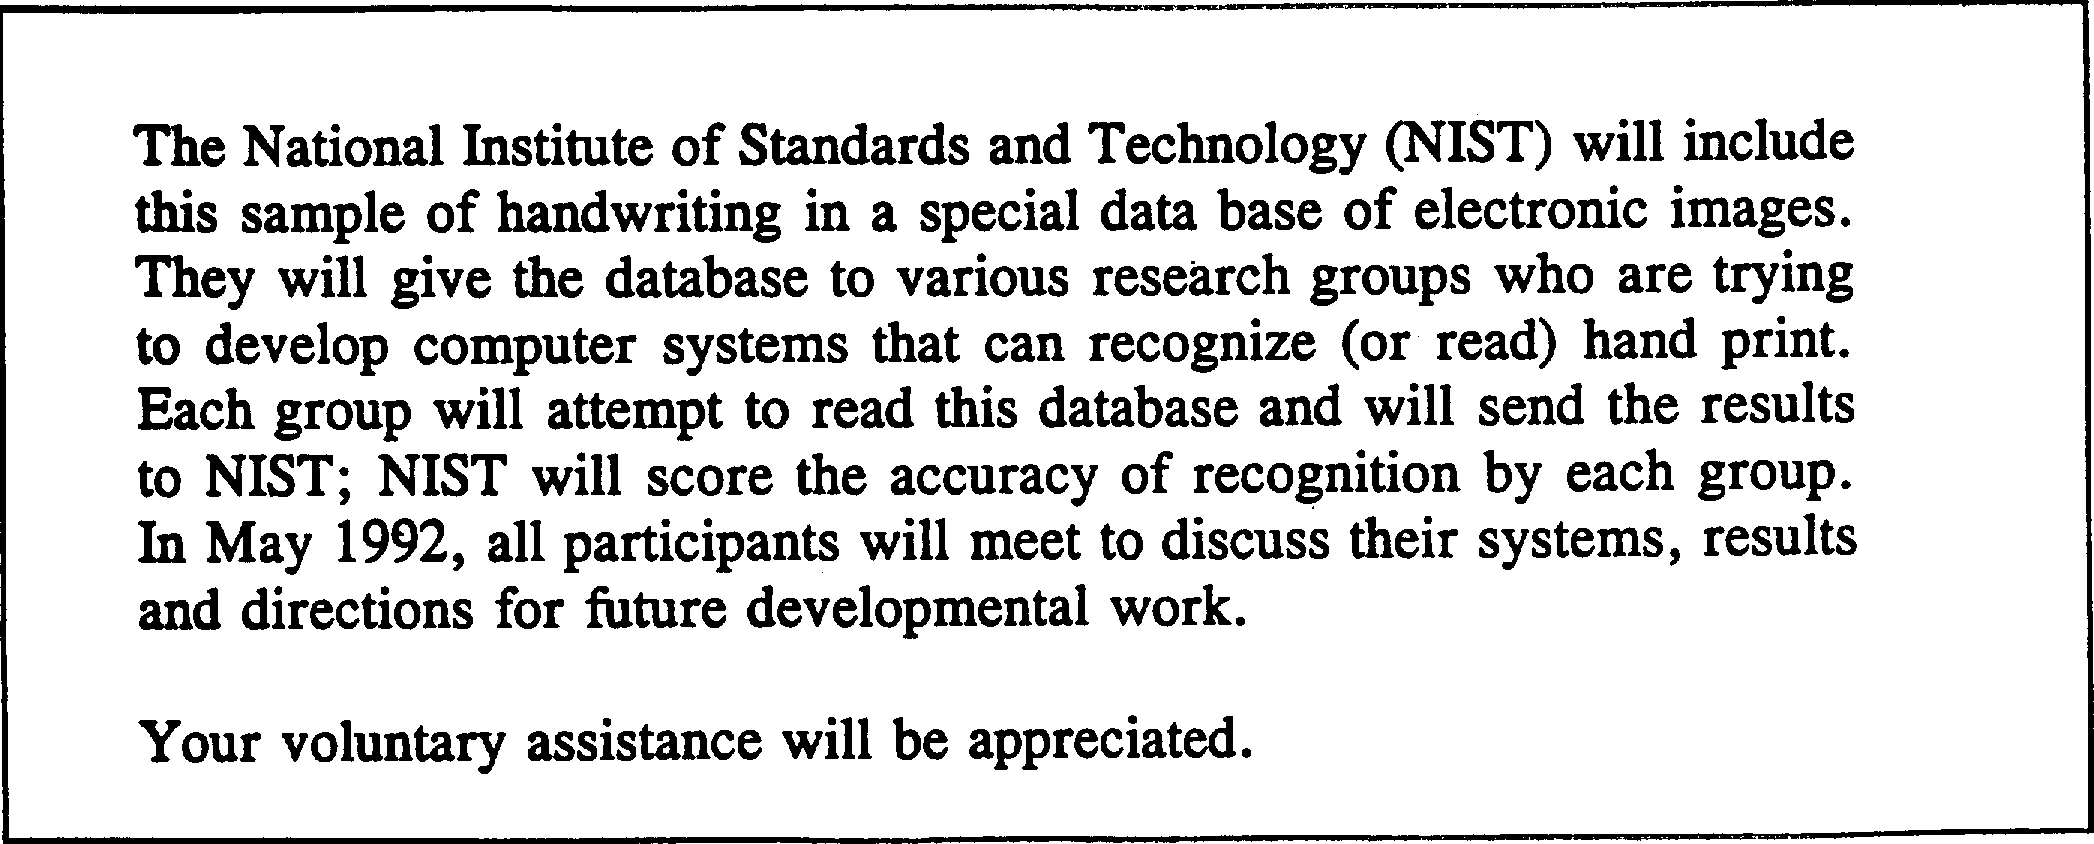 The National Institute of Standards and Technology (NIST) will include
this sample of handwriting in a special data base of electronic images.
They will give the database to various research groups who are trying
to develop computer systems that can recognize (or read) hand print.
Each group will attempt to read this database and will send the results
to NIST; NIST will score the accuracy of recognition by each group.
In May 1992, all participants will meet to discuss their systems, results
and directions for future developmental work.
Your voluntary assistance will be appreciated.